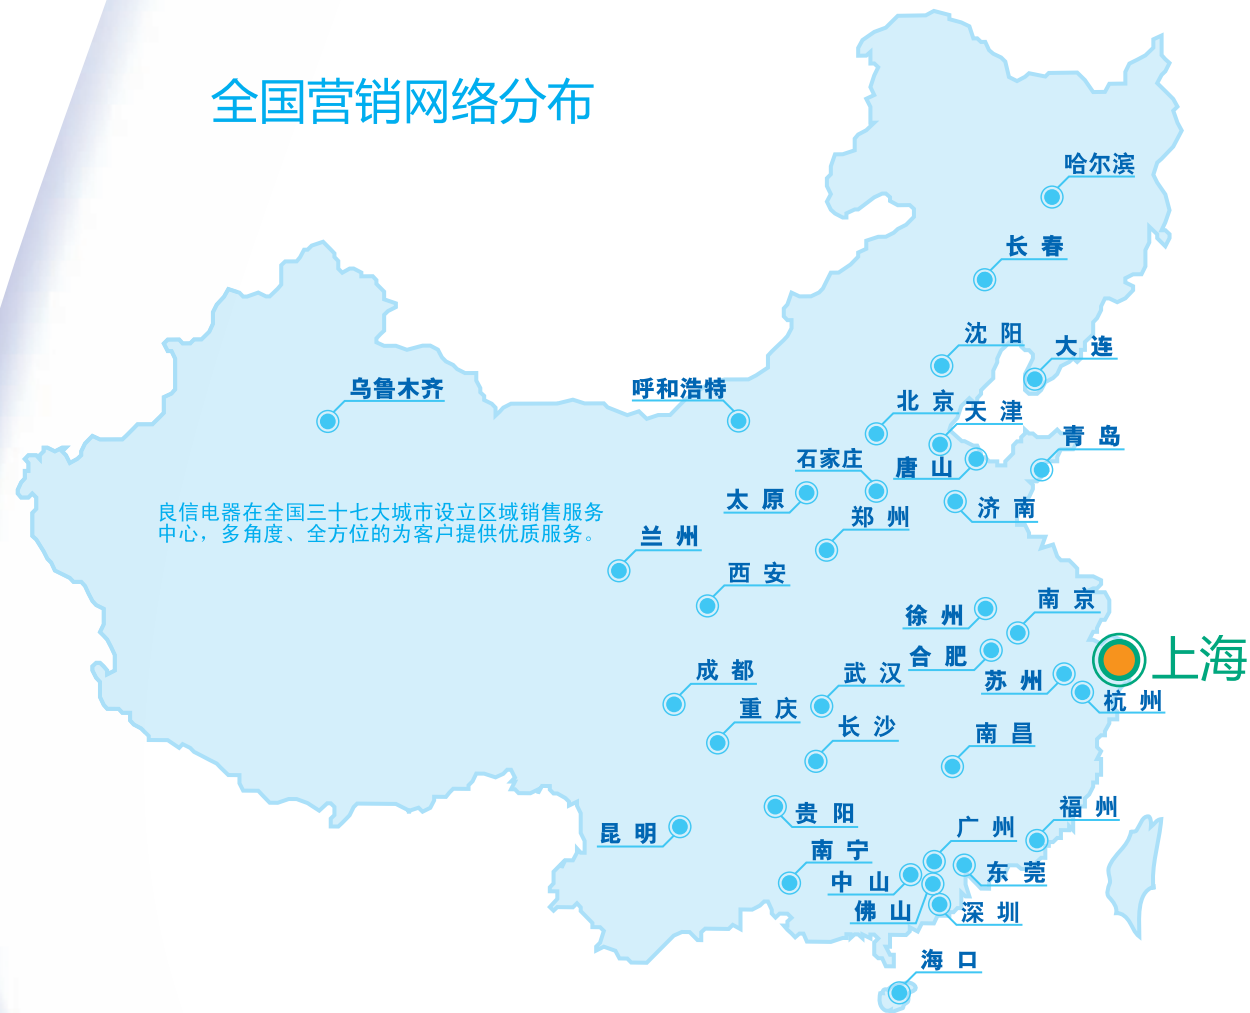 全国营销网络分布
哈尔滨
长春
沈阳
大连
乌鲁木齐
呼和浩特
北京
天津
青岛
石家庄
唐山
太原
济南
良信电器在全国三十七大城市设立区域销售服务
中心，多角度、全方位的为客户提供优质服务。
郑州
兰州
西安
南京
徐州
上海
合肥
成都
武汉
苏州
杭州
重庆
长沙
南昌
贵阳
福州
昆明
广州
南宁
东莞
中山
佛山
深圳
海口